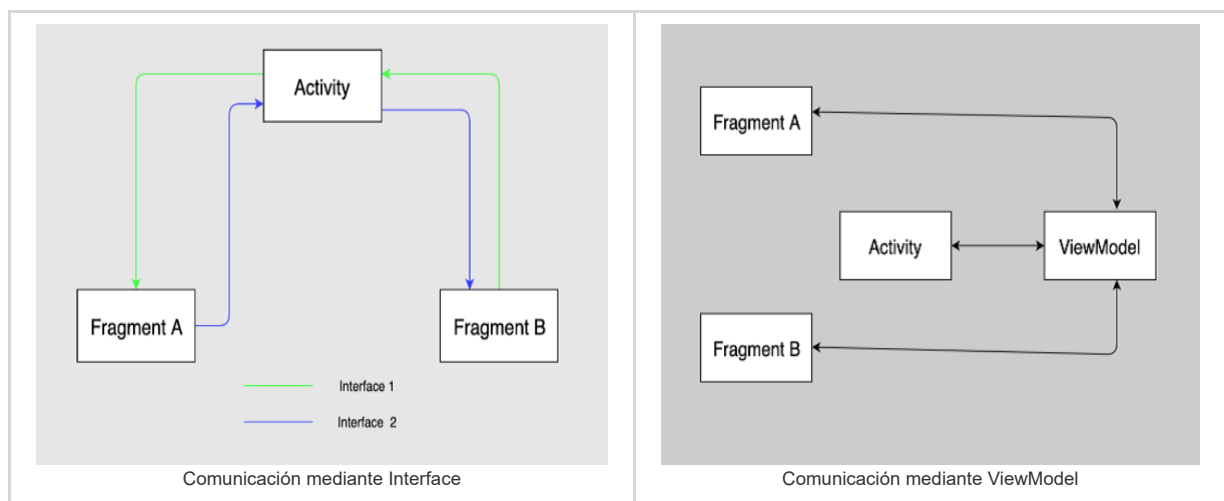 Activity
Fragment A
Fragment B
Interface 1
Interface 2
Comunicación mediante Interface
Fragment A
Activity
ViewModel
Fragment B
Comunicación mediante ViewModel